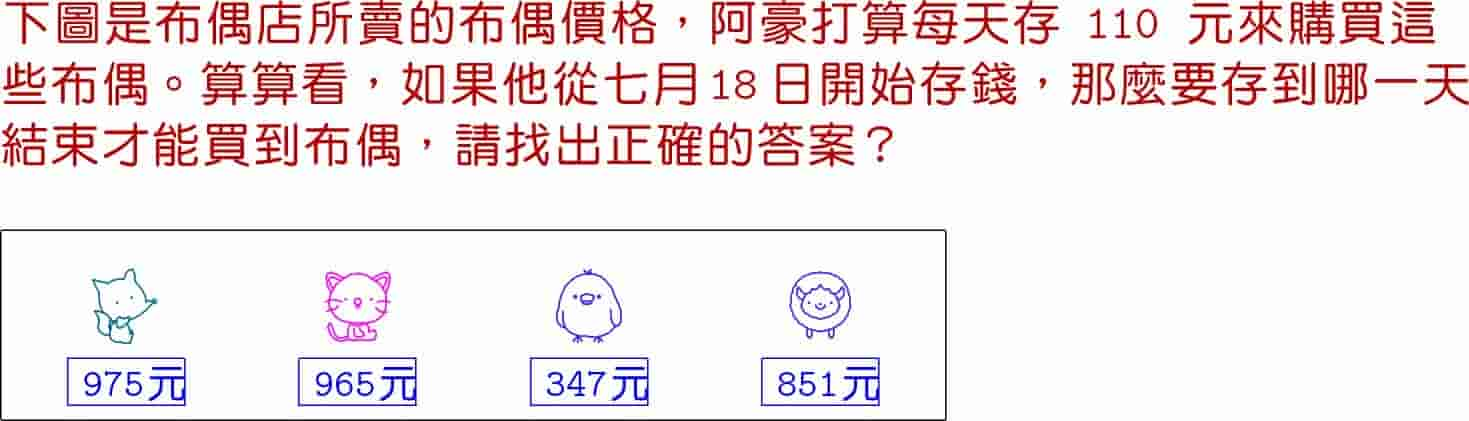 下圖是布偶店所賣的布偶價格，阿豪打算每天存 110 元來購買這
些布偶。算算看，如果他從七月18日開始存錢，那麼要存到哪一天
結束才能買到布偶，請找出正確的答案？
975元 965元 347元 851元